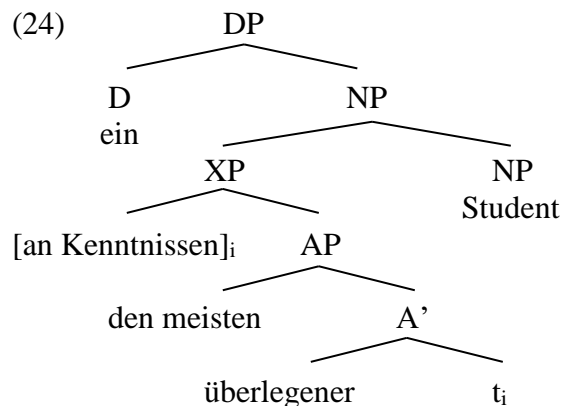 (24) DP
D NP
ein
XP NP
Student
[an Kenntnissen]i AP
den meisten A’
überlegener ti